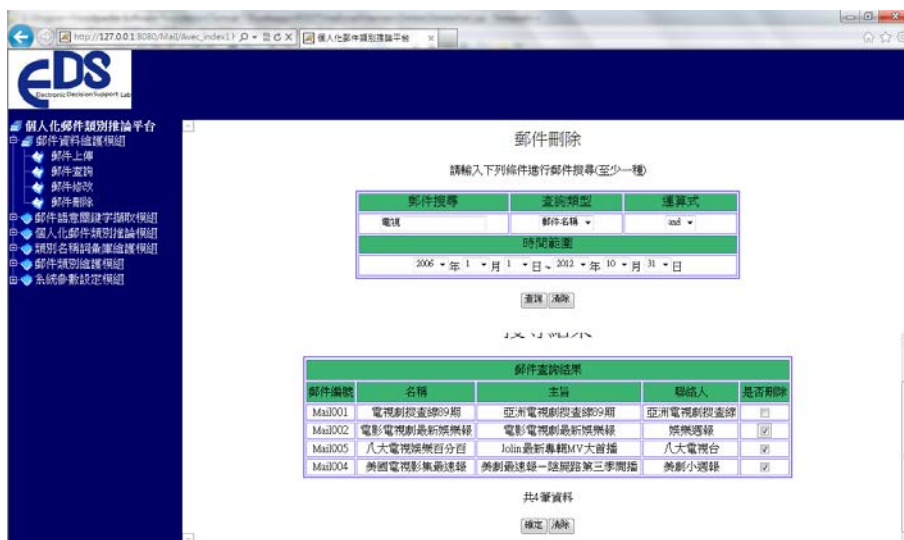 http://127.0.0.1:8080/Mail/Avec_index1.h
個人化郵件類別推論平台
EDS
Electronic Decision Support Lab
個人化郵件類別推論平台
郵件資料維護模組
郵件上傳
郵件查詢
郵件修改
郵件刪除
郵件語意關鍵字擷取模組
個人化郵件類別推論模組
類別名稱詞彙庫維護模組
郵件類別維護模組
系統參數設定模組
郵件刪除
請輸入下列條件進行郵件搜尋(至少一種)
郵件搜尋 查詢類型 運算式
電視 郵件名稱 and
時間範圍
2006 年 1 月 1 日 ~ 2012 年 10 月 31 日
查詢 清除
搜尋結果
郵件查詢結果
郵件編號 名稱 主旨 聯絡人 是否刪除
Mail001 電視劇搜查線89期 亞洲電視劇搜查線89期 亞洲電視劇搜查線
Mail002 電影電視劇最新娛樂報 電影電視劇最新娛樂報 娛樂週報
Mail005 八大電視娛樂百分百 Jolin最新專輯MV大首播 八大電視台
Mail004 美國電視影集最速報 美劇最速報－陰屍路第三季開播 美劇小週報
共4筆資料
確定 清除